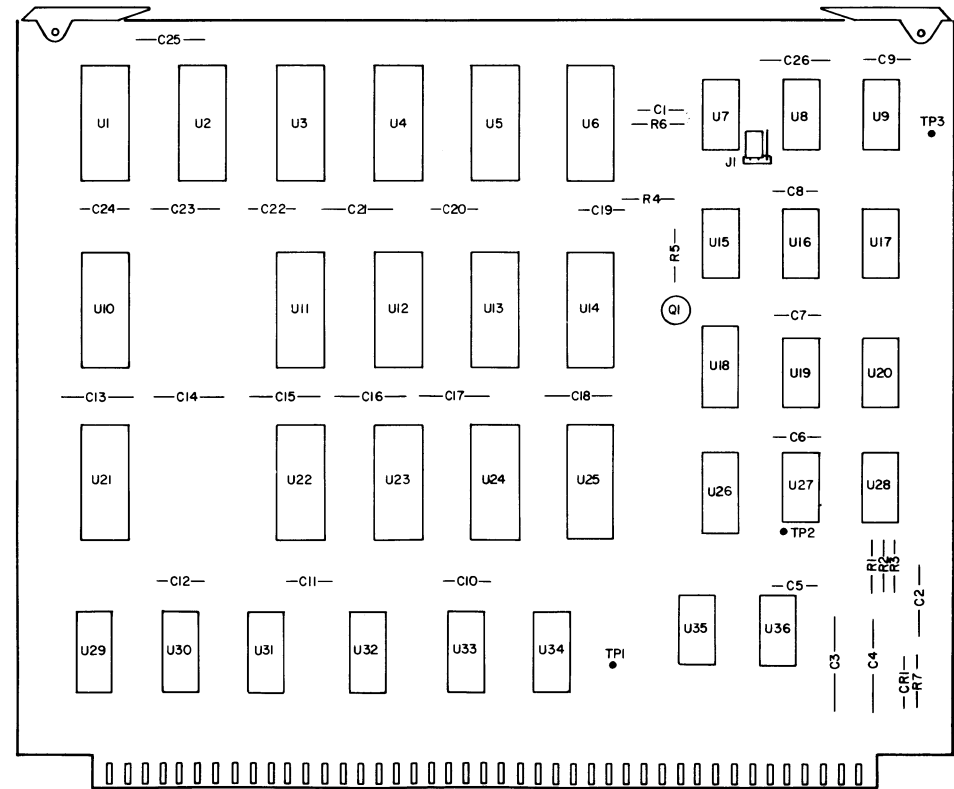 C25
C26 C9
U1 U2 U3 U4 U5 U6 C1 U7 U8 U9
R6 TP3
J1
C24 C23 C22 C21 C20 C19 R4 C8
R5 U15 U16 U17
U10 U11 U12 U13 U14 Q1 C7
U18 U19 U20
C13 C14 C15 C16 C17 C18
C6
U21 U22 U23 U24 U25 U26 U27 U28
TP2
R1 R2 R3
C12 C11 C10 C5 C2
U29 U30 U31 U32 U33 U34 U35 U36
TP1 C3 C4 CR1 R7